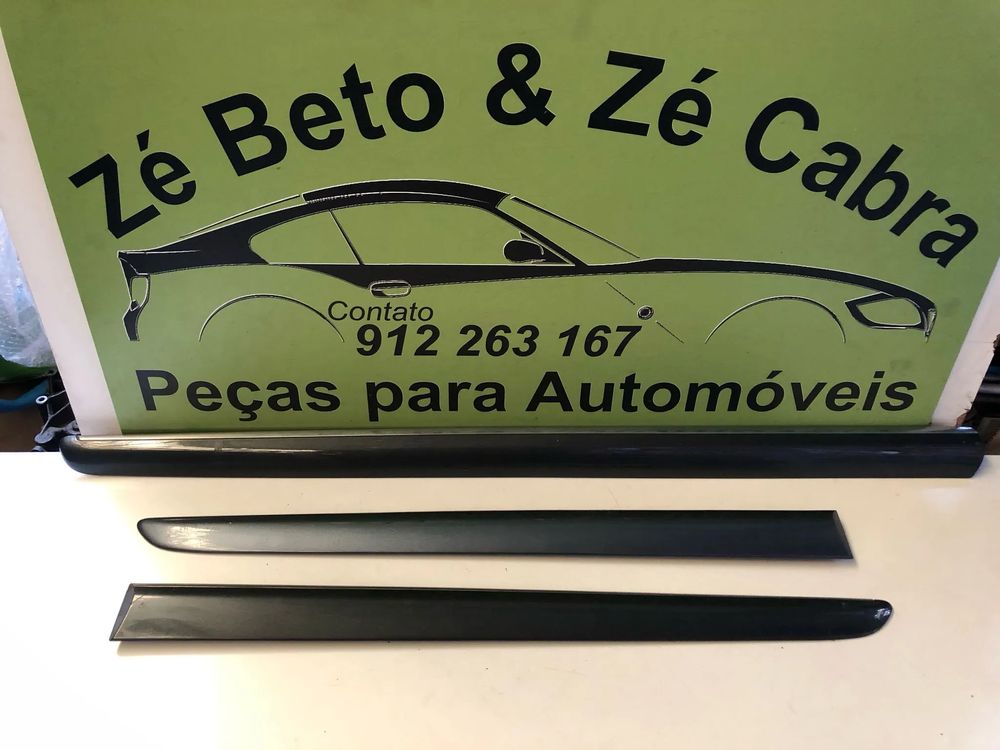 Zé Beto & Zé Cabra
Contato
912 263 167
Peças para Automóveis